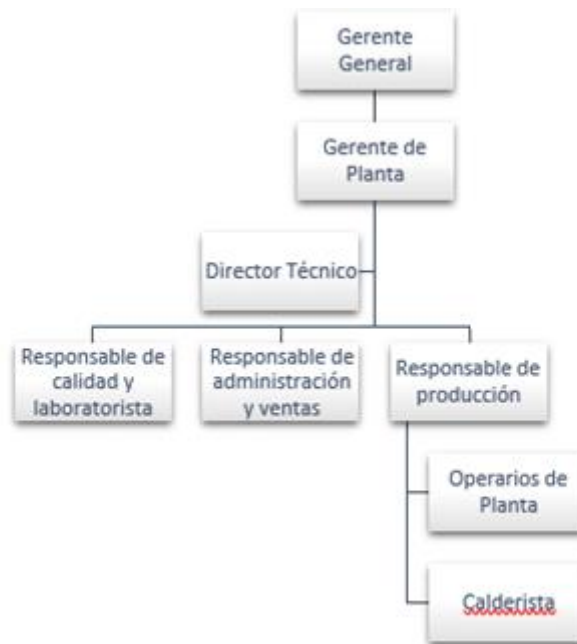 Gerente
General
Gerente de
Planta
Director Técnico
Responsable de
calidad y
laboratorista
Responsable de
administración
y ventas
Responsable de
producción
Operarios de
Planta
Calderista